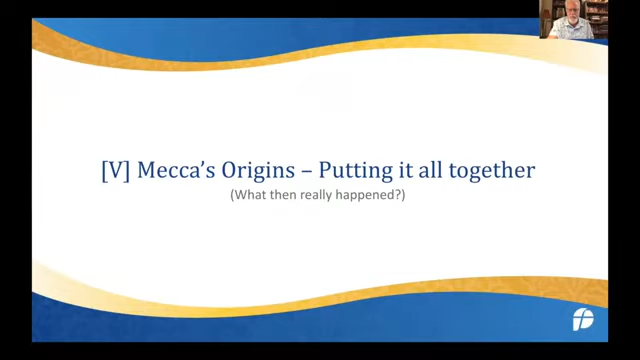 [V] Mecca’s Origins – Putting it all together
(What then really happened?)